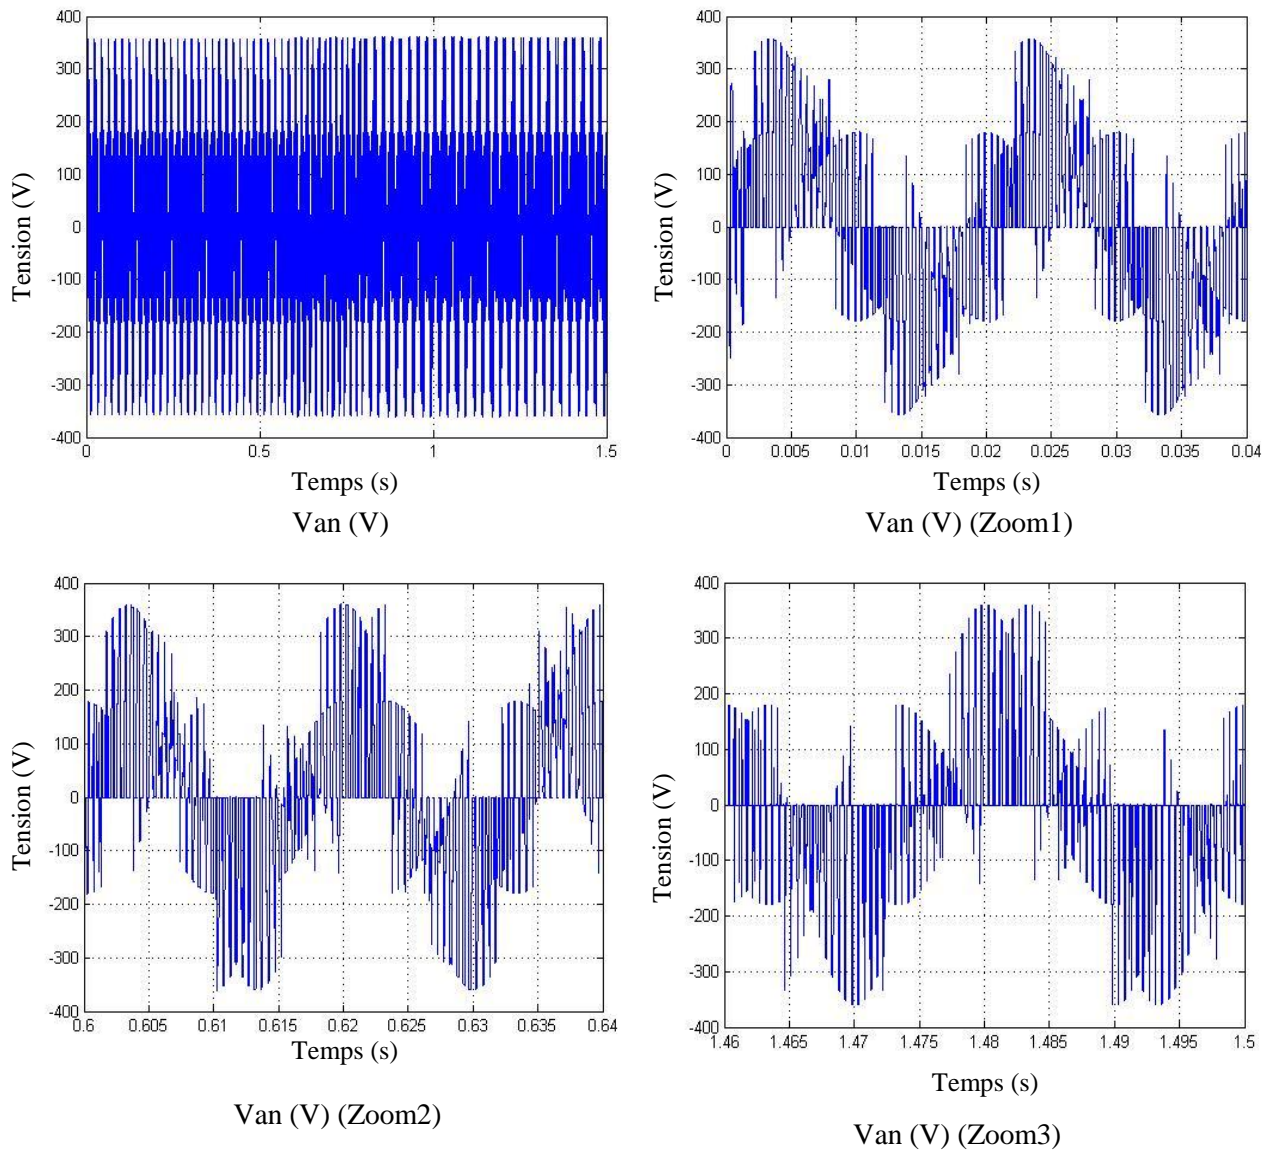 400
300
200
100
0
-100
-200
-300
-400
Tension (V)
0 0.5 1 1.5
Temps (s)
Van (V)
400
300
200
100
0
-100
-200
-300
-400
Tension (V)
0 0.005 0.01 0.015 0.02 0.025 0.03 0.035 0.04
Temps (s)
Van (V) (Zoom1)
400
300
200
100
0
-100
-200
-300
-400
Tension (V)
0.6 0.605 0.61 0.615 0.62 0.625 0.63 0.635 0.64
Temps (s)
Van (V) (Zoom2)
400
300
200
100
0
-100
-200
-300
-400
Tension (V)
1.46 1.465 1.47 1.475 1.48 1.485 1.49 1.495 1.5
Temps (s)
Van (V) (Zoom3)